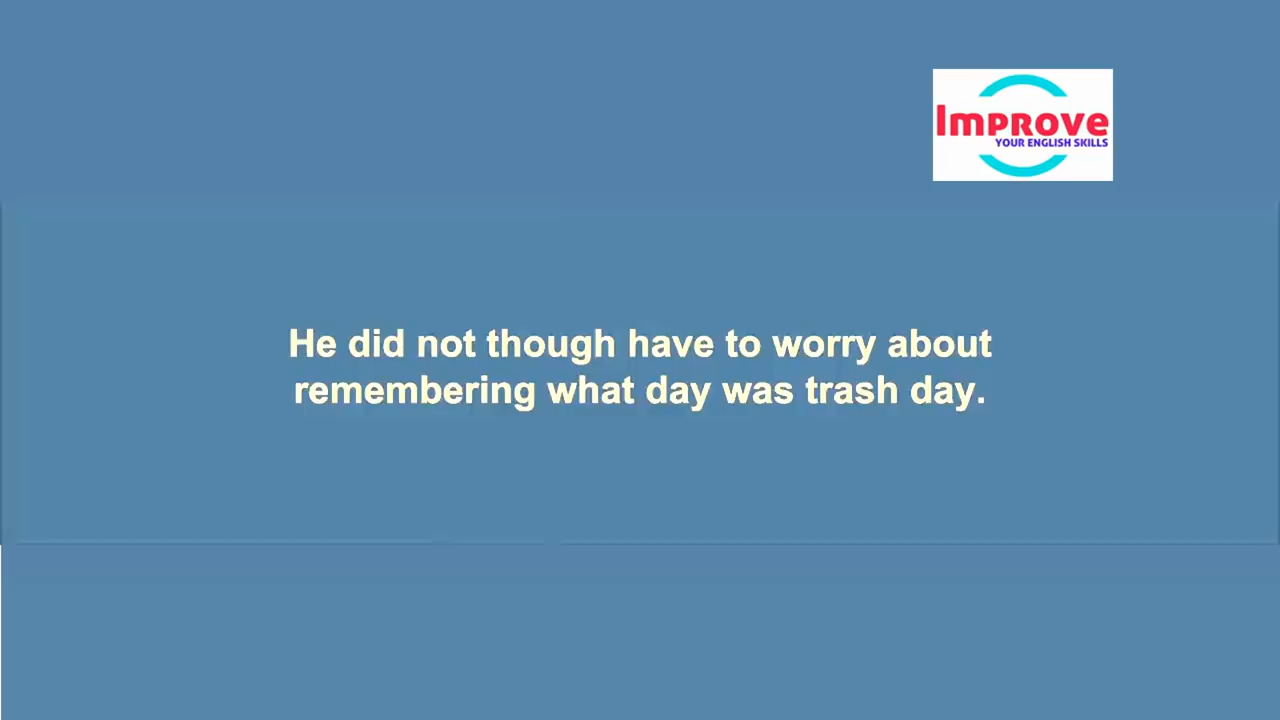 Improve
YOUR ENGLISH SKILLS
He did not though have to worry about
remembering what day was trash day.